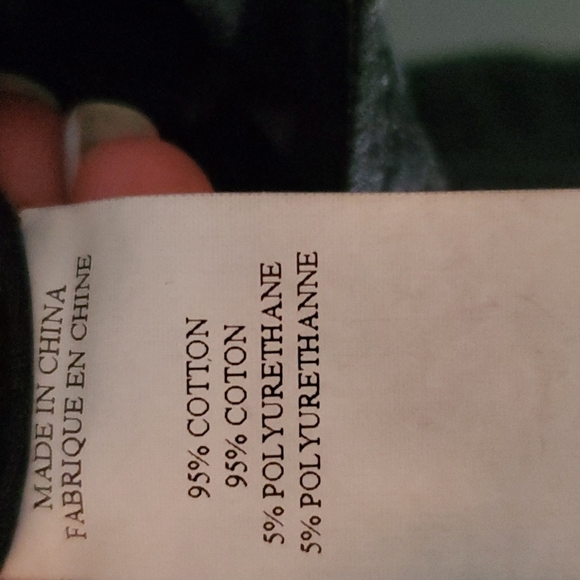 MADE IN CHINA
FABRIQUE EN CHINE
95% COTTON
95% COTON
5% POLYURETHANE
5% POLYURETHANNE